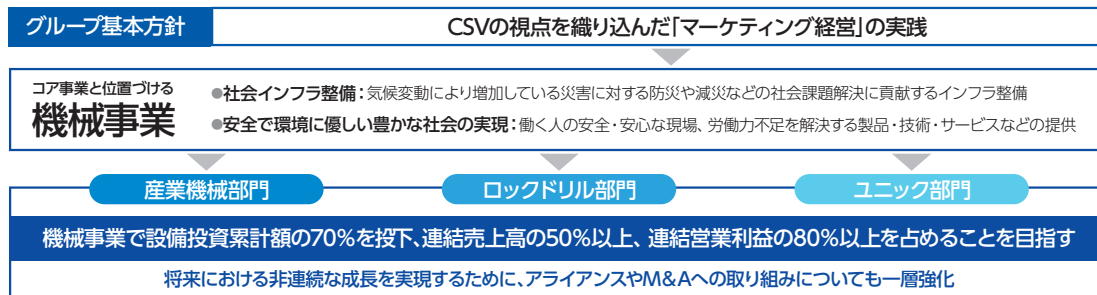 グループ基本方針
CSVの視点を織り込んだ「マーケティング経営」の実践
コア事業と位置づける
機械事業
●社会インフラ整備：気候変動により増加している災害に対する防災や減災などの社会課題解決に貢献するインフラ整備
●安全で環境に優しい豊かな社会の実現：働く人の安全・安心な現場、労働力不足を解決する製品・技術・サービスなどの提供
産業機械部門
ロックドリル部門
ユニック部門
機械事業で設備投資累計額の70%を投下、連結売上高の50%以上、連結営業利益の80%以上を占めることを目指す
将来における非連続な成長を実現するために、アライアンスやM&Aへの取り組みについても一層強化